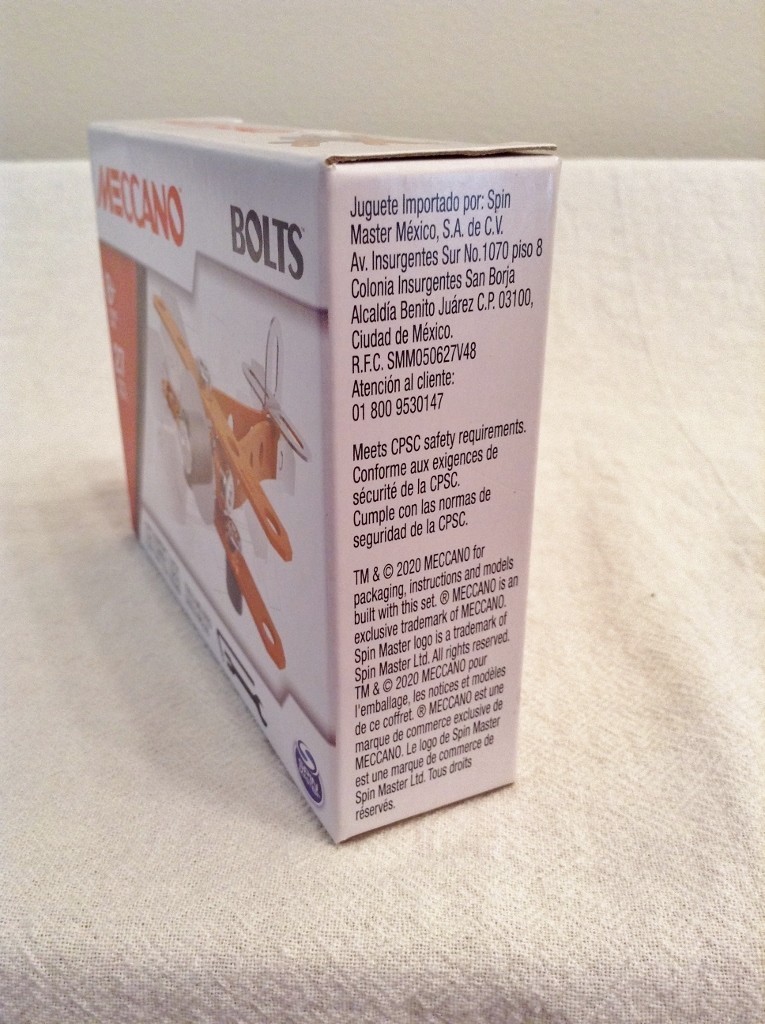 MECCANO
BOLTS
Juguete Importado por: Spin
Master México, S.A. de C.V.
Av. Insurgentes Sur No.1070 piso 8
Colonia Insurgentes San Borja
Alcaldía Benito Juárez C.P. 03100,
Ciudad de México.
R.F.C. SMM050627V48
Atención al cliente:
01 800 9530147
Meets CPSC safety requirements.
Conforme aux exigences de
sécurité de la CPSC.
Cumple con las normas de
seguridad de la CPSC.
TM & © 2020 MECCANO for
packaging, instructions and models
built with this set. ® MECCANO is an
exclusive trademark of MECCANO.
Spin Master logo is a trademark of
Spin Master Ltd. All rights reserved.
TM & © 2020 MECCANO pour
l'emballage, les notices et modèles
de ce coffret. ® MECCANO est une
marque de commerce exclusive de
MECCANO. Le logo de Spin Master
est une marque de commerce de
Spin Master Ltd. Tous droits
réservés.